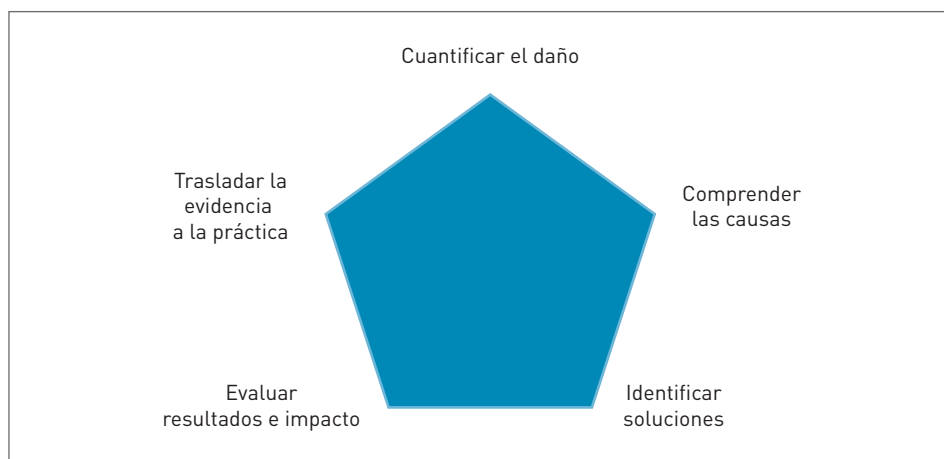 Cuantificar el daño
Trasladar la
evidencia
a la práctica
Comprender
las causas
Evaluar
resultados e impacto
Identificar
soluciones